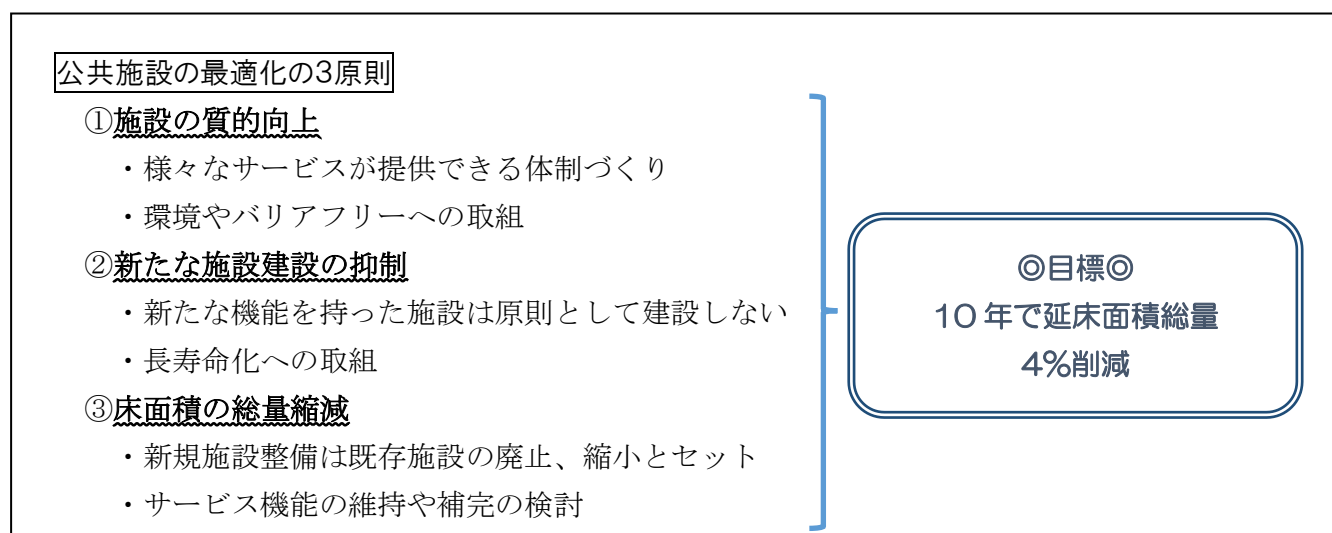 公共施設の最適化の3原則
①施設の質的向上
・様々なサービスが提供できる体制づくり
・環境やバリアフリーへの取組
②新たな施設建設の抑制
・新たな機能を持った施設は原則として建設しない
・長寿命化への取組
③床面積の総量縮減
・新規施設整備は既存施設の廃止、縮小とセット
・サービス機能の維持や補完の検討
◎目標◎
10年で延床面積総量
4%削減